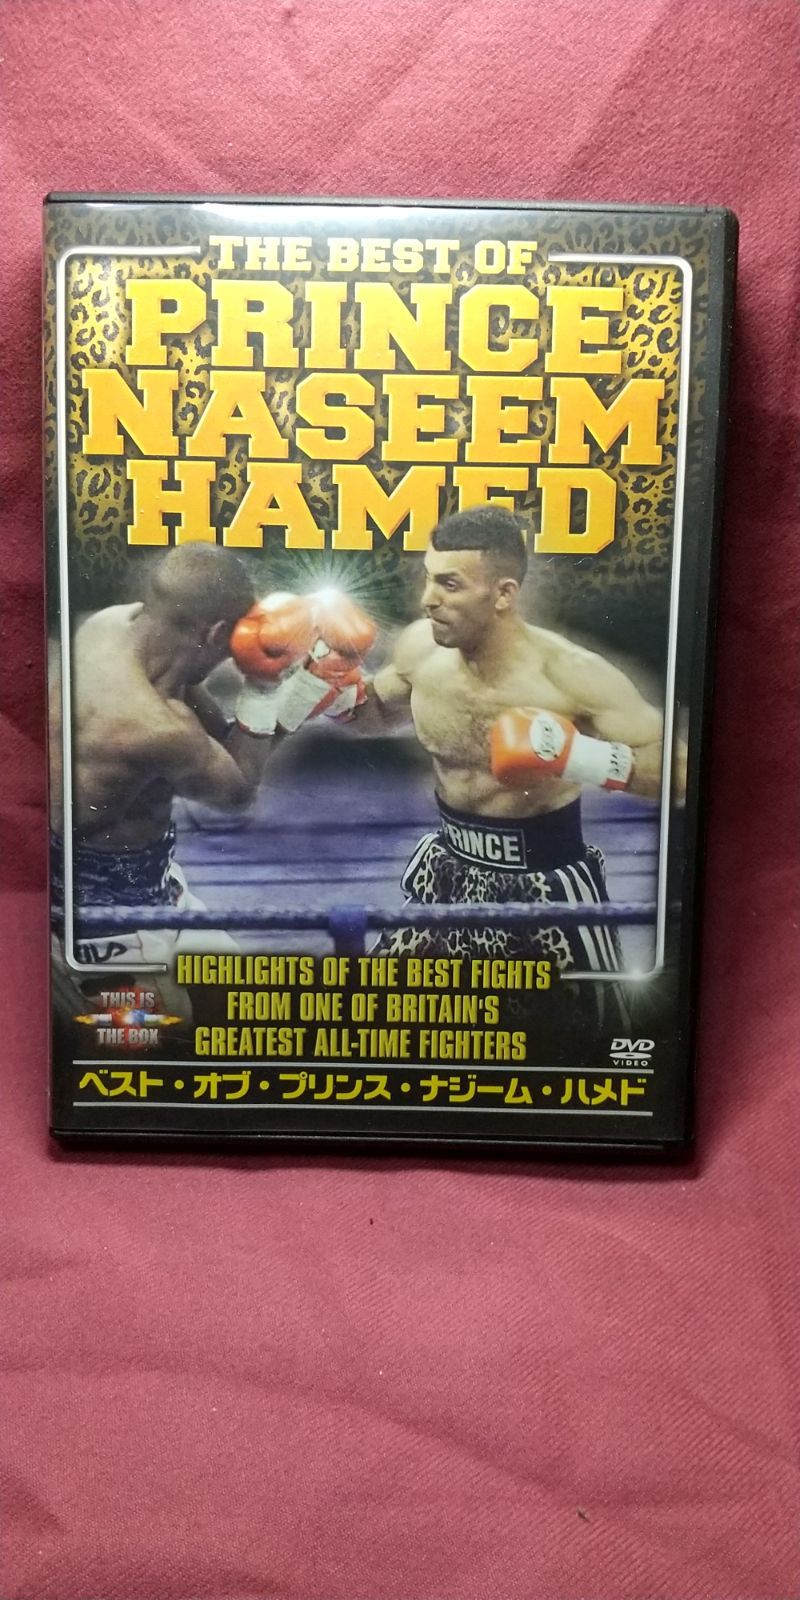 THE BEST OF
PRINCE
NASEEM
HAMED
PRINCE
FILA
HIGHLIGHTS OF THE BEST FIGHTS
FROM ONE OF BRITAIN'S
GREATEST ALL-TIME FIGHTERS
THIS IS
THE BOX
DVD
VIDEO
ベスト・オブ・プリンス・ナジーム・ハメド